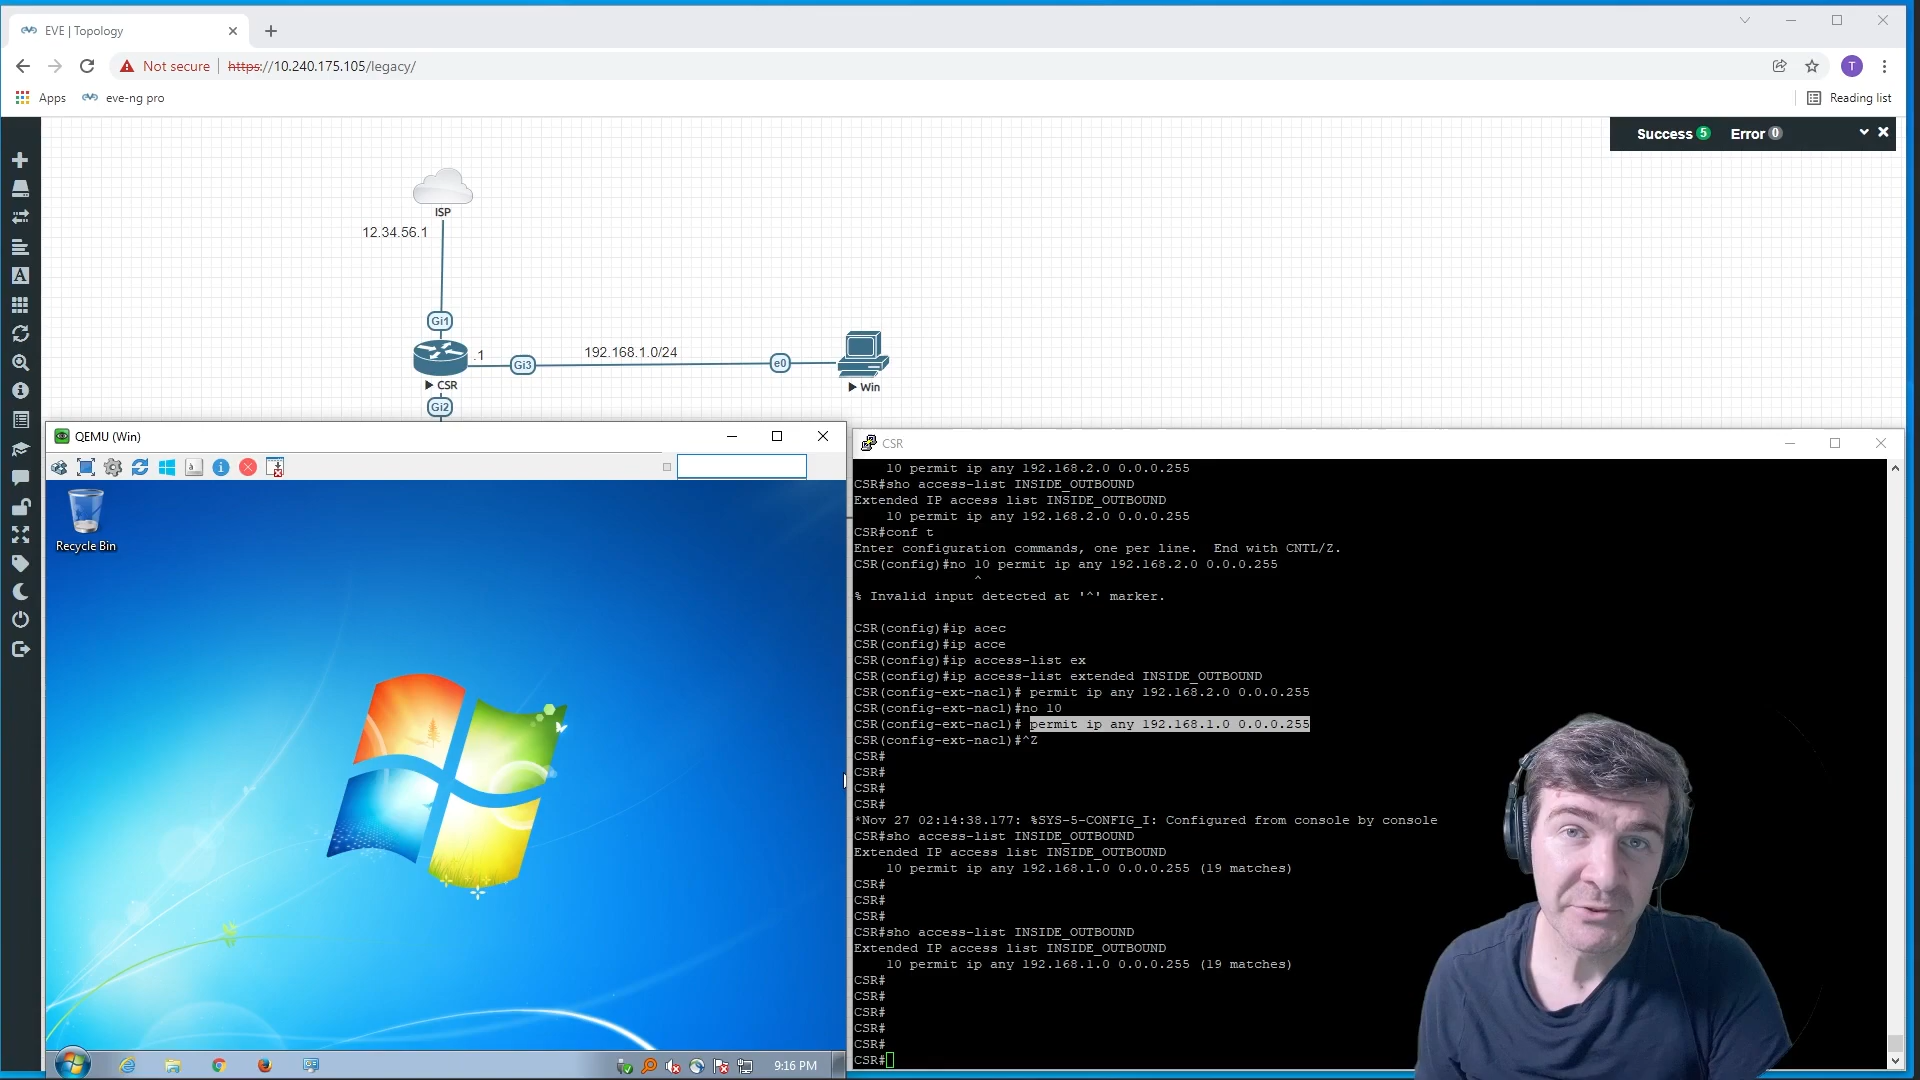 EVE | Topology
Not secure
https://10.240.175.105/legacy/
T
Apps
eve-ng pro
Reading list
Success 5
Error 0
ISP
12.34.56.1
Gi1
.1
Gi3
192.168.1.0/24
e0
CSR
Win
Gi2
QEMU (Win)
Recycle Bin
9:16 PM
CSR
10 permit ip any 192.168.2.0 0.0.0.255
CSR#sho access-list INSIDE_OUTBOUND
Extended IP access list INSIDE_OUTBOUND
10 permit ip any 192.168.2.0 0.0.0.255
CSR#conf t
Enter configuration commands, one per line.  End with CNTL/Z.
CSR(config)#no 10 permit ip any 192.168.2.0 0.0.0.255
^
% Invalid input detected at '^' marker.
CSR(config)#ip acec
CSR(config)#ip acce
CSR(config)#ip access-list ex
CSR(config)#ip access-list extended INSIDE_OUTBOUND
CSR(config-ext-nacl)# permit ip any 192.168.2.0 0.0.0.255
CSR(config-ext-nacl)#no 10
CSR(config-ext-nacl)# permit ip any 192.168.1.0 0.0.0.255
CSR(config-ext-nacl)#^Z
CSR#
CSR#
CSR#
CSR#
*Nov 27 02:14:38.177: %SYS-5-CONFIG_I: Configured from console by console
CSR#sho access-list INSIDE_OUTBOUND
Extended IP access list INSIDE_OUTBOUND
10 permit ip any 192.168.1.0 0.0.0.255 (19 matches)
CSR#
CSR#
CSR#
CSR#sho access-list INSIDE_OUTBOUND
Extended IP access list INSIDE_OUTBOUND
10 permit ip any 192.168.1.0 0.0.0.255 (19 matches)
CSR#
CSR#
CSR#
CSR#
CSR#
CSR#